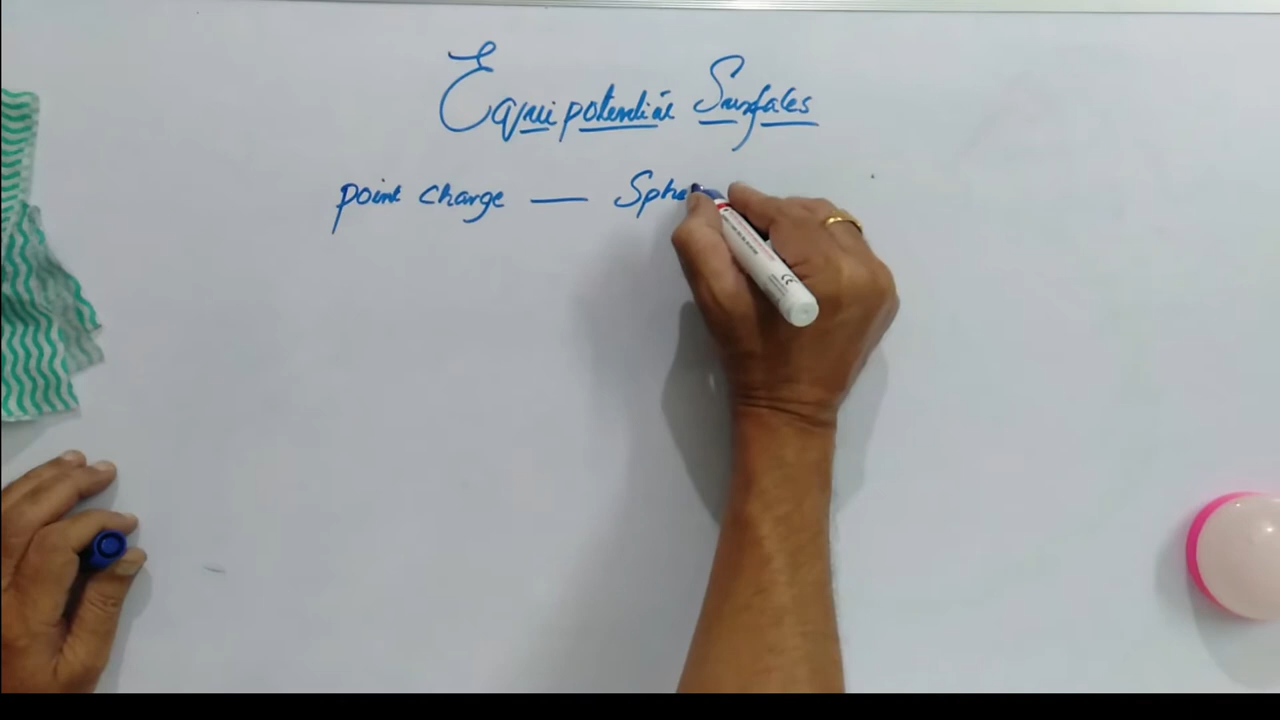 Equipotential Surfaces
point charge — Sphe